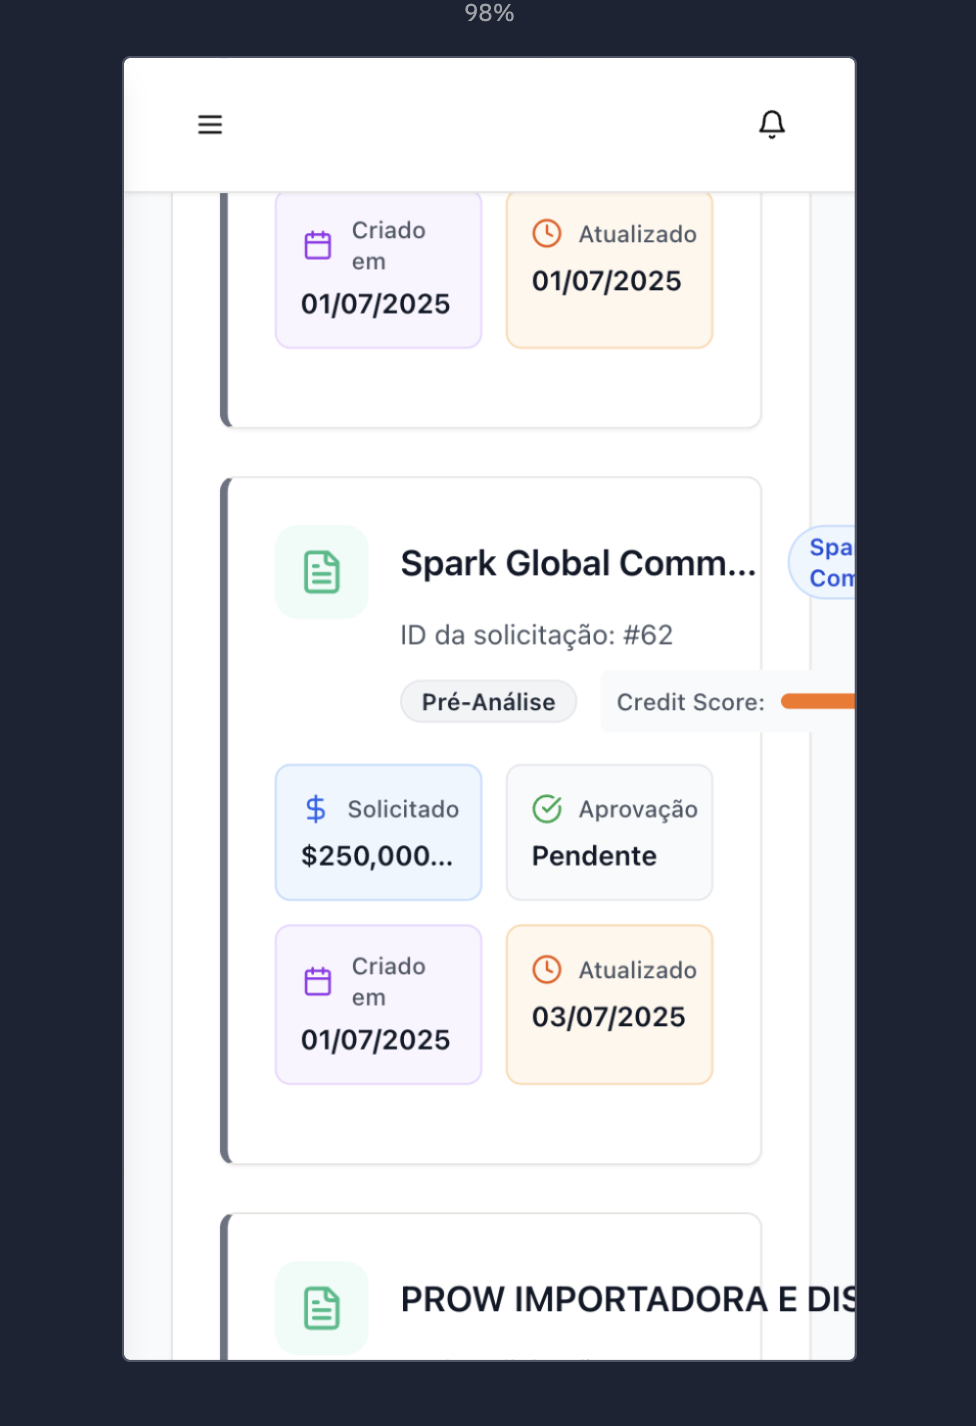 98%
Criado
em
01/07/2025
Atualizado
01/07/2025
Spark Global Comm...
Spa
Com
ID da solicitação: #62
Pré-Análise
Credit Score:
Solicitado
$250,000...
Aprovação
Pendente
Criado
em
01/07/2025
Atualizado
03/07/2025
PROW IMPORTADORA E DIS